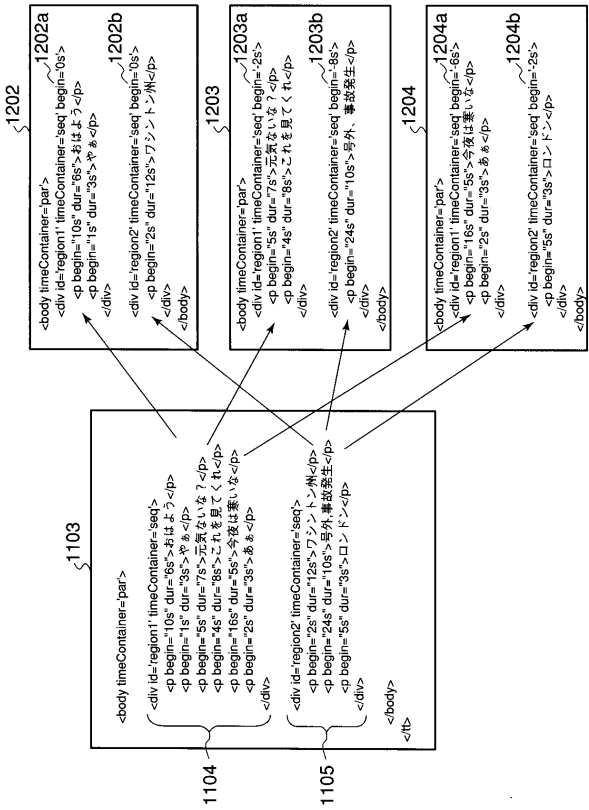 1103
<body timeContainer='par'>
<div id='region1' timeContainer='seq'>
<p begin="10s" dur="6s">おはよう</p>
<p begin="1s" dur="3s">やぁ</p>
<p begin="5s" dur="7s">元気ないな？</p>
<p begin="4s" dur="8s">これを見てくれ</p>
<p begin="16s" dur="5s">今夜は寒いな</p>
<p begin="2s" dur="3s">あぁ</p>
</div>
1104
<div id='region2' timeContainer='seq'>
<p begin="2s" dur="12s">ワシントン州</p>
<p begin="24s" dur="10s">号外、事故発生</p>
<p begin="5s" dur="3s">ロンドン</p>
</div>
1105
</body>
</tt>
1202
<body timeContainer='par'>
<div id='region1' timeContainer='seq' begin='0s'
1202a
<p begin="10s" dur="6s">おはよう</p>
<p begin="1s" dur="3s">やぁ</p>
</div>
<div id='region2' timeContainer='seq' begin='0s'
1202b
<p begin="2s" dur="12s">ワシントン州</p>
</div>
</body>
1203
<body timeContainer='par'>
<div id='region1' timeContainer='seq' begin='-2s'
1203a
<p begin="5s" dur="7s">元気ないな？</p>
<p begin="4s" dur="8s">これを見てくれ</p>
</div>
<div id='region2' timeContainer='seq' begin='-8s'
1203b
<p begin="24s" dur="10s">号外、事故発生</p>
</div>
</body>
1204
<body timeContainer='par'>
<div id='region1' timeContainer='seq' begin='-6s'
1204a
<p begin="16s" dur="5s">今夜は寒いな</p>
<p begin="2s" dur="3s">あぁ</p>
</div>
<div id='region2' timeContainer='seq' begin='-2s'
1204b
<p begin="5s" dur="3s">ロンドン</p>
</div>
</body>